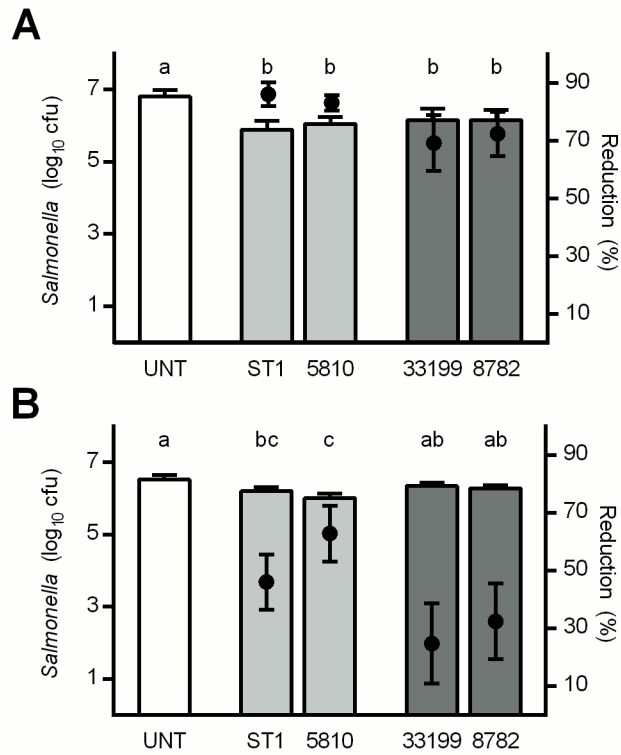 A
a b b b b
7
5
3
1
90
70
50
30
10
Salmonella (log10 cfu)
Reduction (%)
UNT ST1 5810 33199 8782
B
a bc c ab ab
7
5
3
1
90
70
50
30
10
Salmonella (log10 cfu)
Reduction (%)
UNT ST1 5810 33199 8782